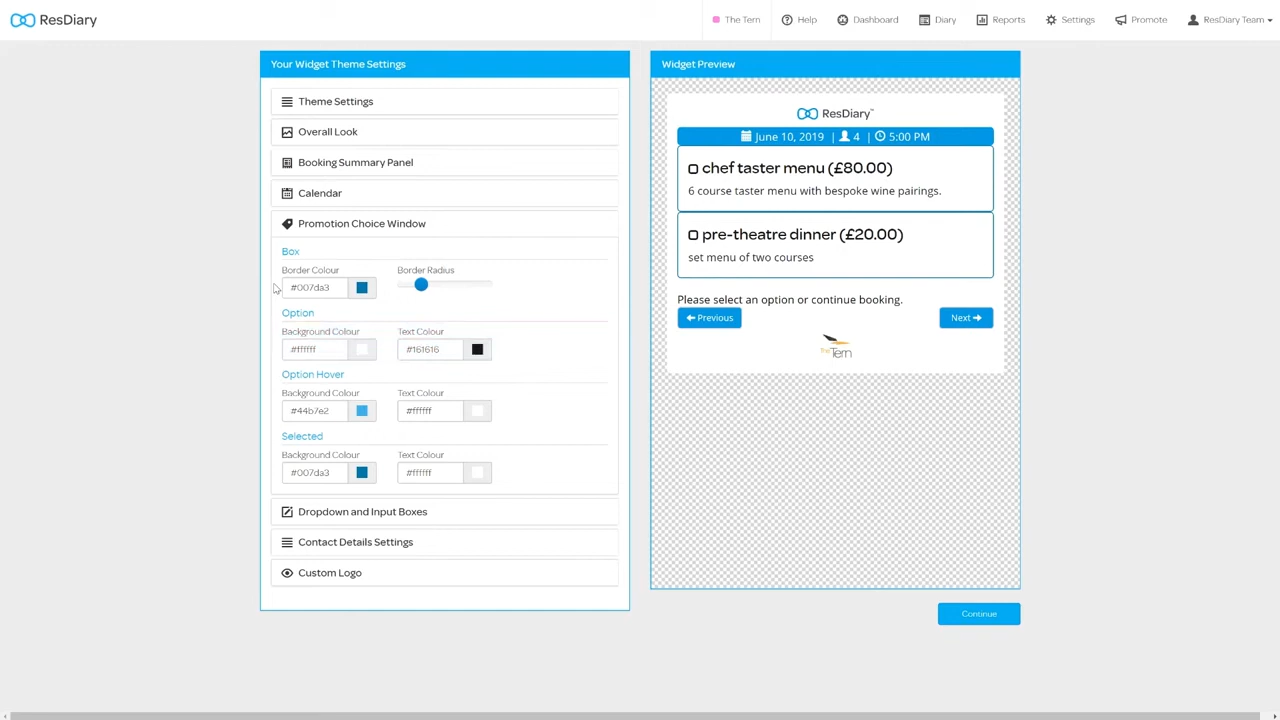 ResDiary
The Tern
Help
Dashboard
Diary
Reports
Settings
Promote
ResDiary Team
Your Widget Theme Settings
Theme Settings
Overall Look
Booking Summary Panel
Calendar
Promotion Choice Window
Box
Border Colour
Border Radius
#007da3
Option
Background Colour
Text Colour
#ffffff
#161616
Option Hover
Background Colour
Text Colour
#44b7e2
#ffffff
Selected
Background Colour
Text Colour
#007da3
#ffffff
Dropdown and Input Boxes
Contact Details Settings
Custom Logo
Widget Preview
ResDiary™
June 10, 2019 | 4 | 5:00 PM
chef taster menu (£80.00)
6 course taster menu with bespoke wine pairings.
pre-theatre dinner (£20.00)
set menu of two courses
Please select an option or continue booking.
Previous
Next
The Tern
Continue